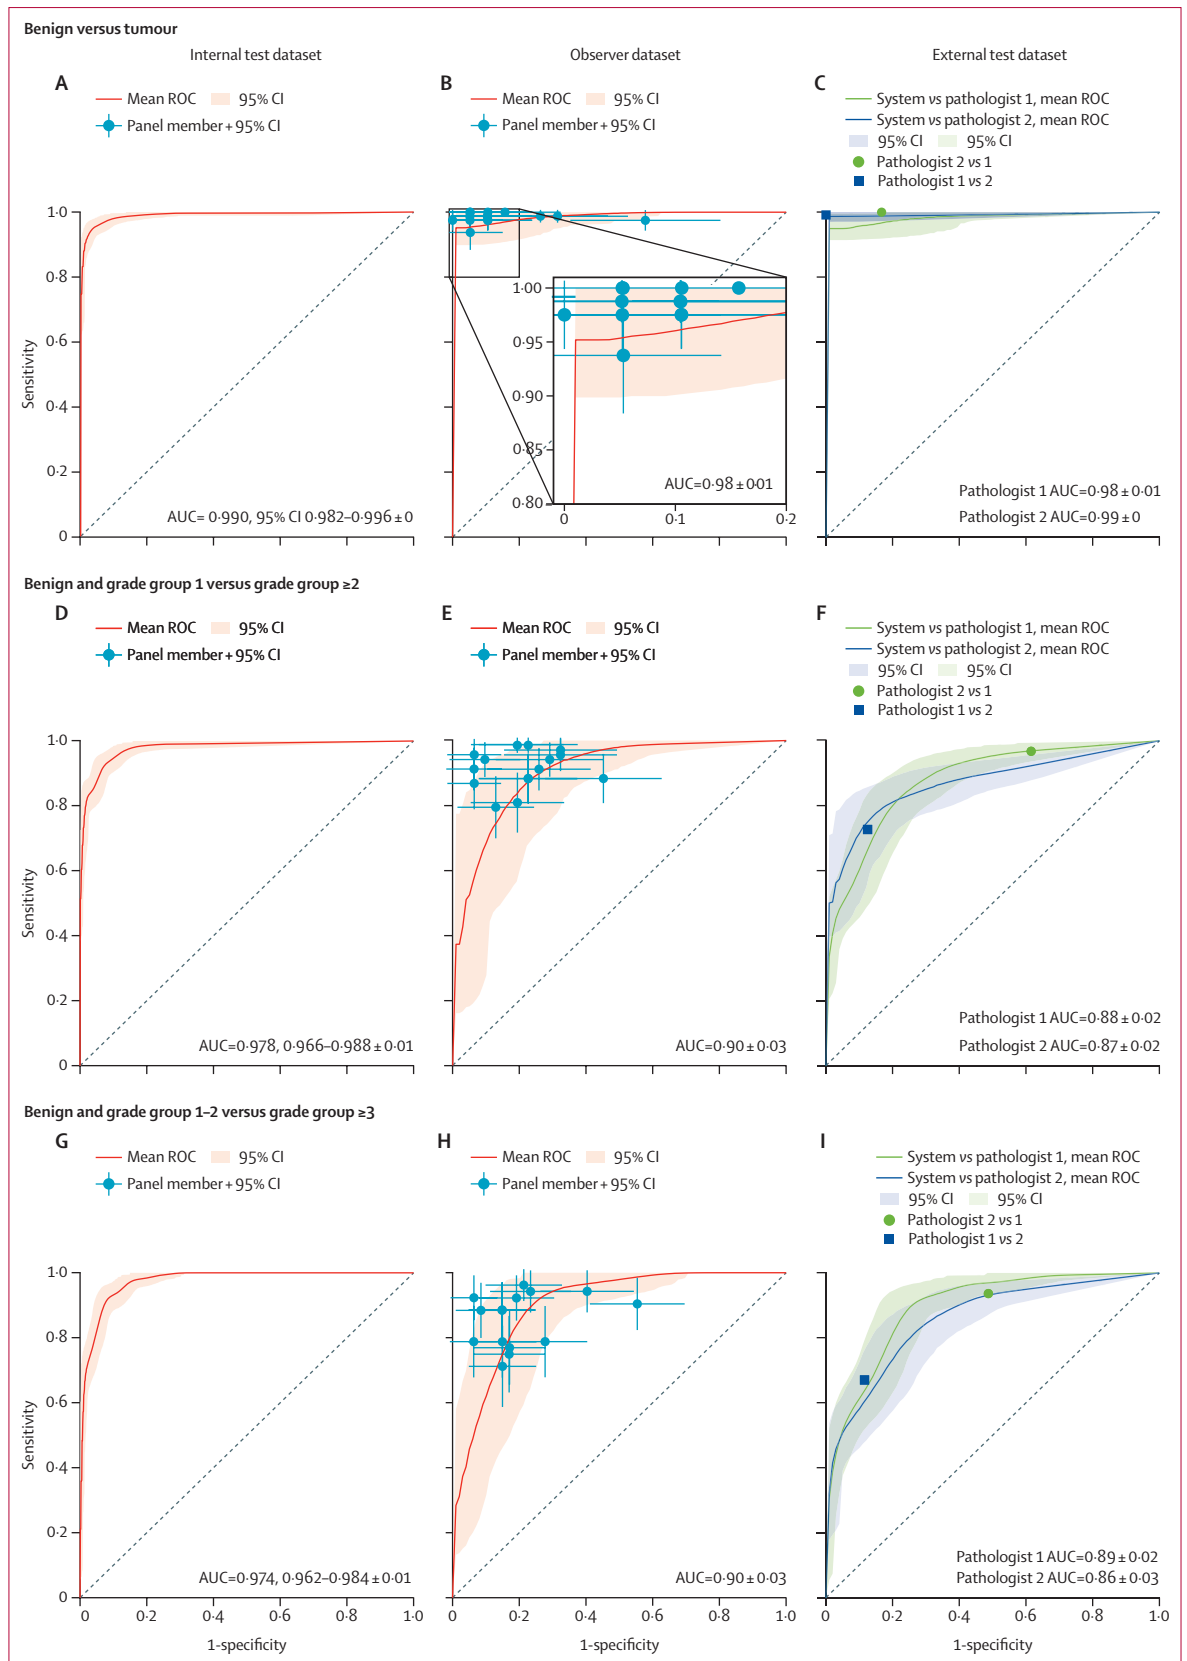 Benign versus tumour
Internal test dataset
Observer dataset
External test dataset
A
Mean ROC
95% CI
Panel member + 95% CI
B
Mean ROC
95% CI
Panel member + 95% CI
C
System vs pathologist 1, mean ROC
System vs pathologist 2, mean ROC
95% CI
95% CI
Pathologist 2 vs 1
Pathologist 1 vs 2
Sensitivity
1·0
0·8
0·6
0·4
0·2
0
AUC= 0·990, 95% CI 0·982–0·996 ± 0
1·00
0·95
0·90
0·85
0·80
0
0·1
0·2
AUC=0·98 ± 001
Pathologist 1 AUC=0·98 ± 0·01
Pathologist 2 AUC=0·99 ± 0
Benign and grade group 1 versus grade group ≥2
D
Mean ROC
95% CI
Panel member + 95% CI
E
Mean ROC
95% CI
Panel member + 95% CI
F
System vs pathologist 1, mean ROC
System vs pathologist 2, mean ROC
95% CI
95% CI
Pathologist 2 vs 1
Pathologist 1 vs 2
Sensitivity
1·0
0·8
0·6
0·4
0·2
0
AUC=0·978, 0·966–0·988 ± 0·01
AUC=0·90 ± 0·03
Pathologist 1 AUC=0·88 ± 0·02
Pathologist 2 AUC=0·87 ± 0·02
Benign and grade group 1–2 versus grade group ≥3
G
Mean ROC
95% CI
Panel member + 95% CI
H
Mean ROC
95% CI
Panel member + 95% CI
I
System vs pathologist 1, mean ROC
System vs pathologist 2, mean ROC
95% CI
95% CI
Pathologist 2 vs 1
Pathologist 1 vs 2
Sensitivity
1·0
0·8
0·6
0·4
0·2
0
AUC=0·974, 0·962–0·984 ± 0·01
AUC=0·90 ± 0·03
Pathologist 1 AUC=0·89 ± 0·02
Pathologist 2 AUC=0·86 ± 0·03
0 0·2 0·4 0·6 0·8 1·0
1-specificity
0 0·2 0·4 0·6 0·8 1·0
1-specificity
0 0·2 0·4 0·6 0·8 1·0
1-specificity